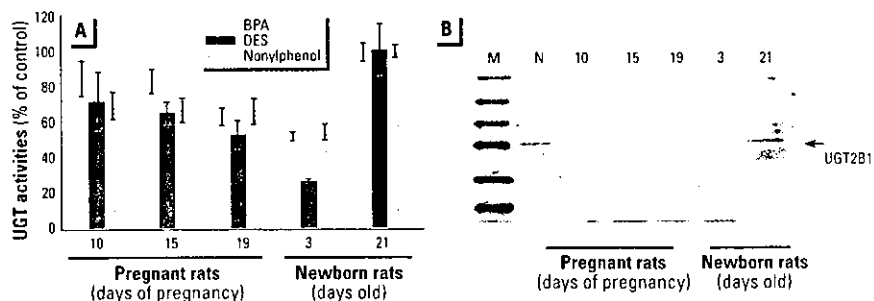 A
UGT activities (% of control)
120
100
80
60
40
20
0
BPA
DES
Nonylphenol
10 15 19 3 21
Pregnant rats Newborn rats
(days of pregnancy) (days old)
B
M N 10 15 19 3 21
UGT2B1
Pregnant rats Newborn rats
(days of pregnancy) (days old)